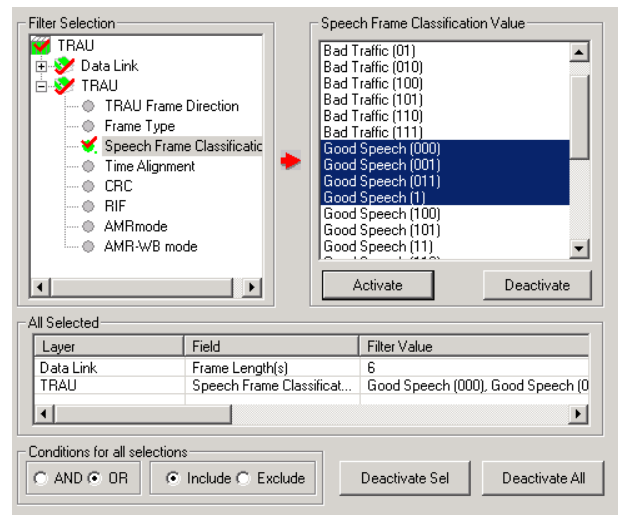 Filter Selection
TRAU
Data Link
TRAU
TRAU Frame Direction
Frame Type
Speech Frame Classificatic
Time Alignment
CRC
RIF
AMRmode
AMR-WB mode
Speech Frame Classification Value
Bad Traffic (01)
Bad Traffic (010)
Bad Traffic (100)
Bad Traffic (101)
Bad Traffic (110)
Bad Traffic (111)
Good Speech (000)
Good Speech (001)
Good Speech (011)
Good Speech (1)
Good Speech (100)
Good Speech (101)
Good Speech (11)
Activate Deactivate
All Selected
Layer Field Filter Value
Data Link Frame Length(s) 6
TRAU Speech Frame Classificat... Good Speech (000), Good Speech (0
Conditions for all selections
AND OR Include Exclude Deactivate Sel Deactivate All